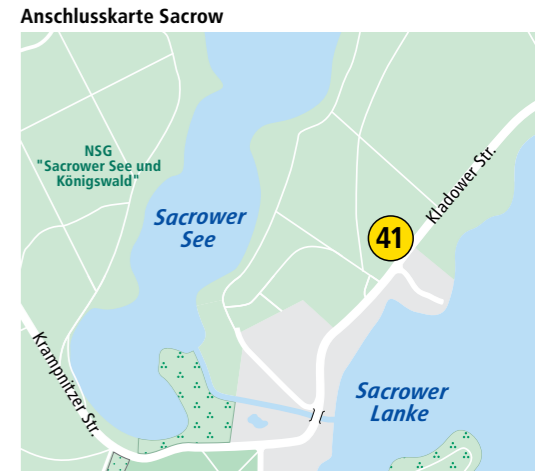 Anschlusskarte Sacrow
NSG
"Sacrower See und
Königswald"
Sacrower
See
41
Kladower Str.
Krampnitzer Str.
Sacrower
Lanke